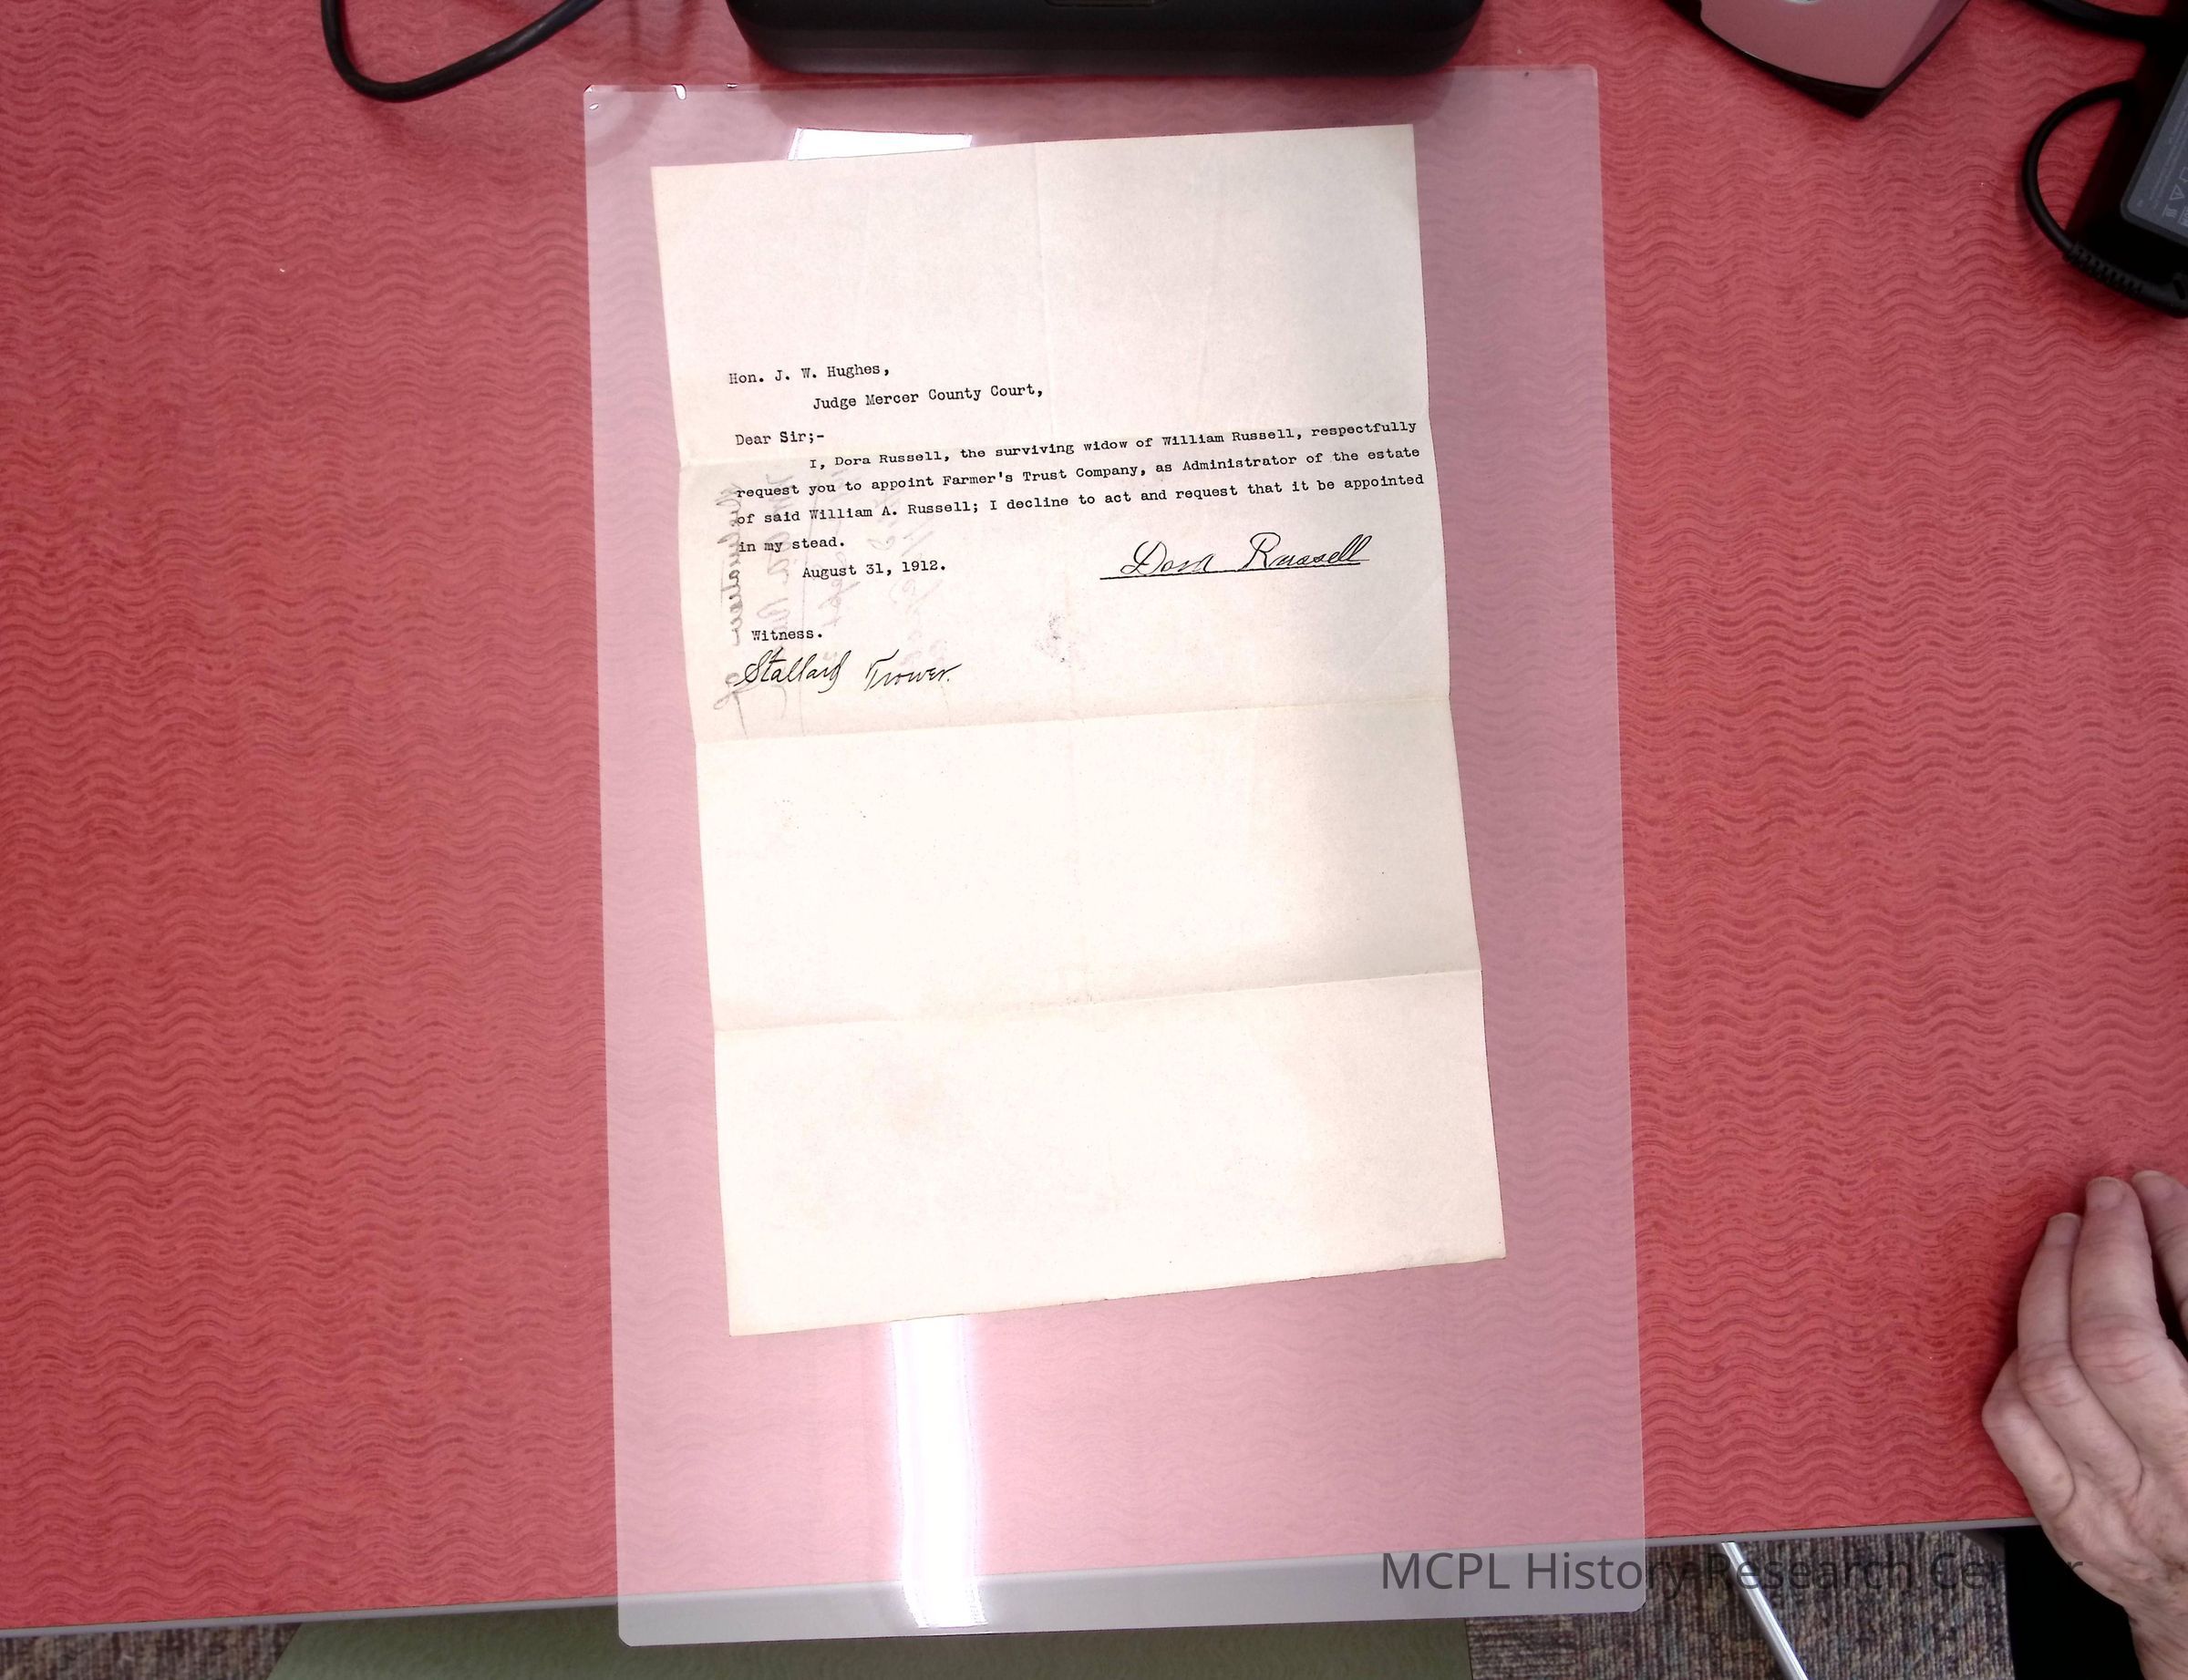 Hon. J. W. Hughes,
Judge Mercer County Court,
Dear Sir;-
I, Dora Russell, the surviving widow of William Russell, respectfully
request you to appoint Farmer's Trust Company, as Administrator of the estate
of said William A. Russell; I decline to act and request that it be appointed
in my stead.
August 31, 1912.
Dora Russell
Witness.
Stallard Trower.
MCPL History Research Center